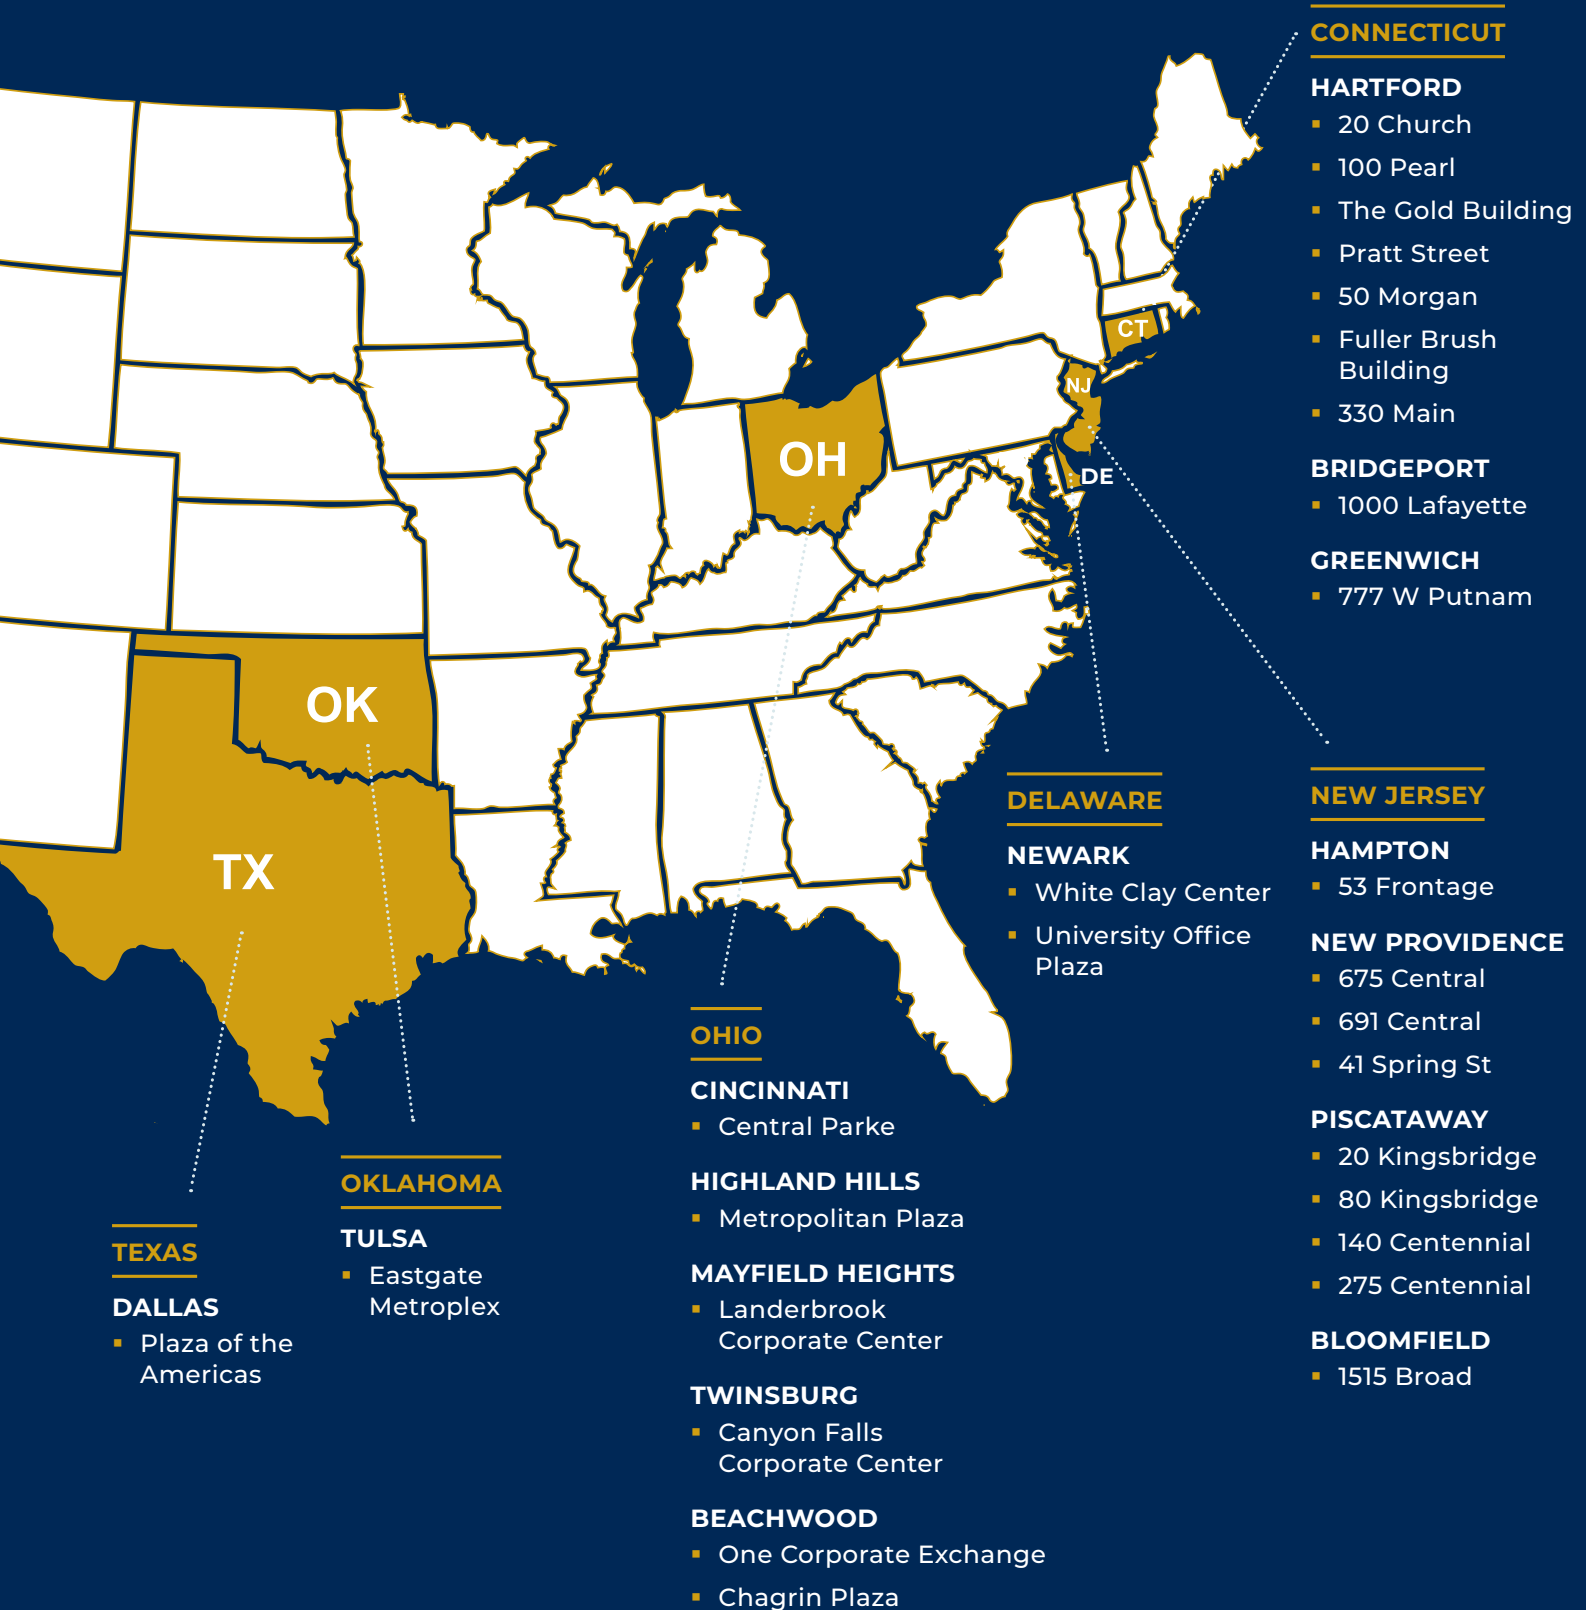 CT
NJ
OH
DE
OK
TX
CONNECTICUT
HARTFORD
▪ 20 Church
▪ 100 Pearl
▪ The Gold Building
▪ Pratt Street
▪ 50 Morgan
▪ Fuller Brush
Building
▪ 330 Main
BRIDGEPORT
▪ 1000 Lafayette
GREENWICH
▪ 777 W Putnam
DELAWARE
NEWARK
▪ White Clay Center
▪ University Office
Plaza
NEW JERSEY
HAMPTON
▪ 53 Frontage
NEW PROVIDENCE
▪ 675 Central
▪ 691 Central
▪ 41 Spring St
PISCATAWAY
▪ 20 Kingsbridge
▪ 80 Kingsbridge
▪ 140 Centennial
▪ 275 Centennial
BLOOMFIELD
▪ 1515 Broad
OHIO
CINCINNATI
▪ Central Parke
HIGHLAND HILLS
▪ Metropolitan Plaza
MAYFIELD HEIGHTS
▪ Landerbrook
Corporate Center
TWINSBURG
▪ Canyon Falls
Corporate Center
BEACHWOOD
▪ One Corporate Exchange
▪ Chagrin Plaza
OKLAHOMA
TULSA
▪ Eastgate
Metroplex
TEXAS
DALLAS
▪ Plaza of the
Americas